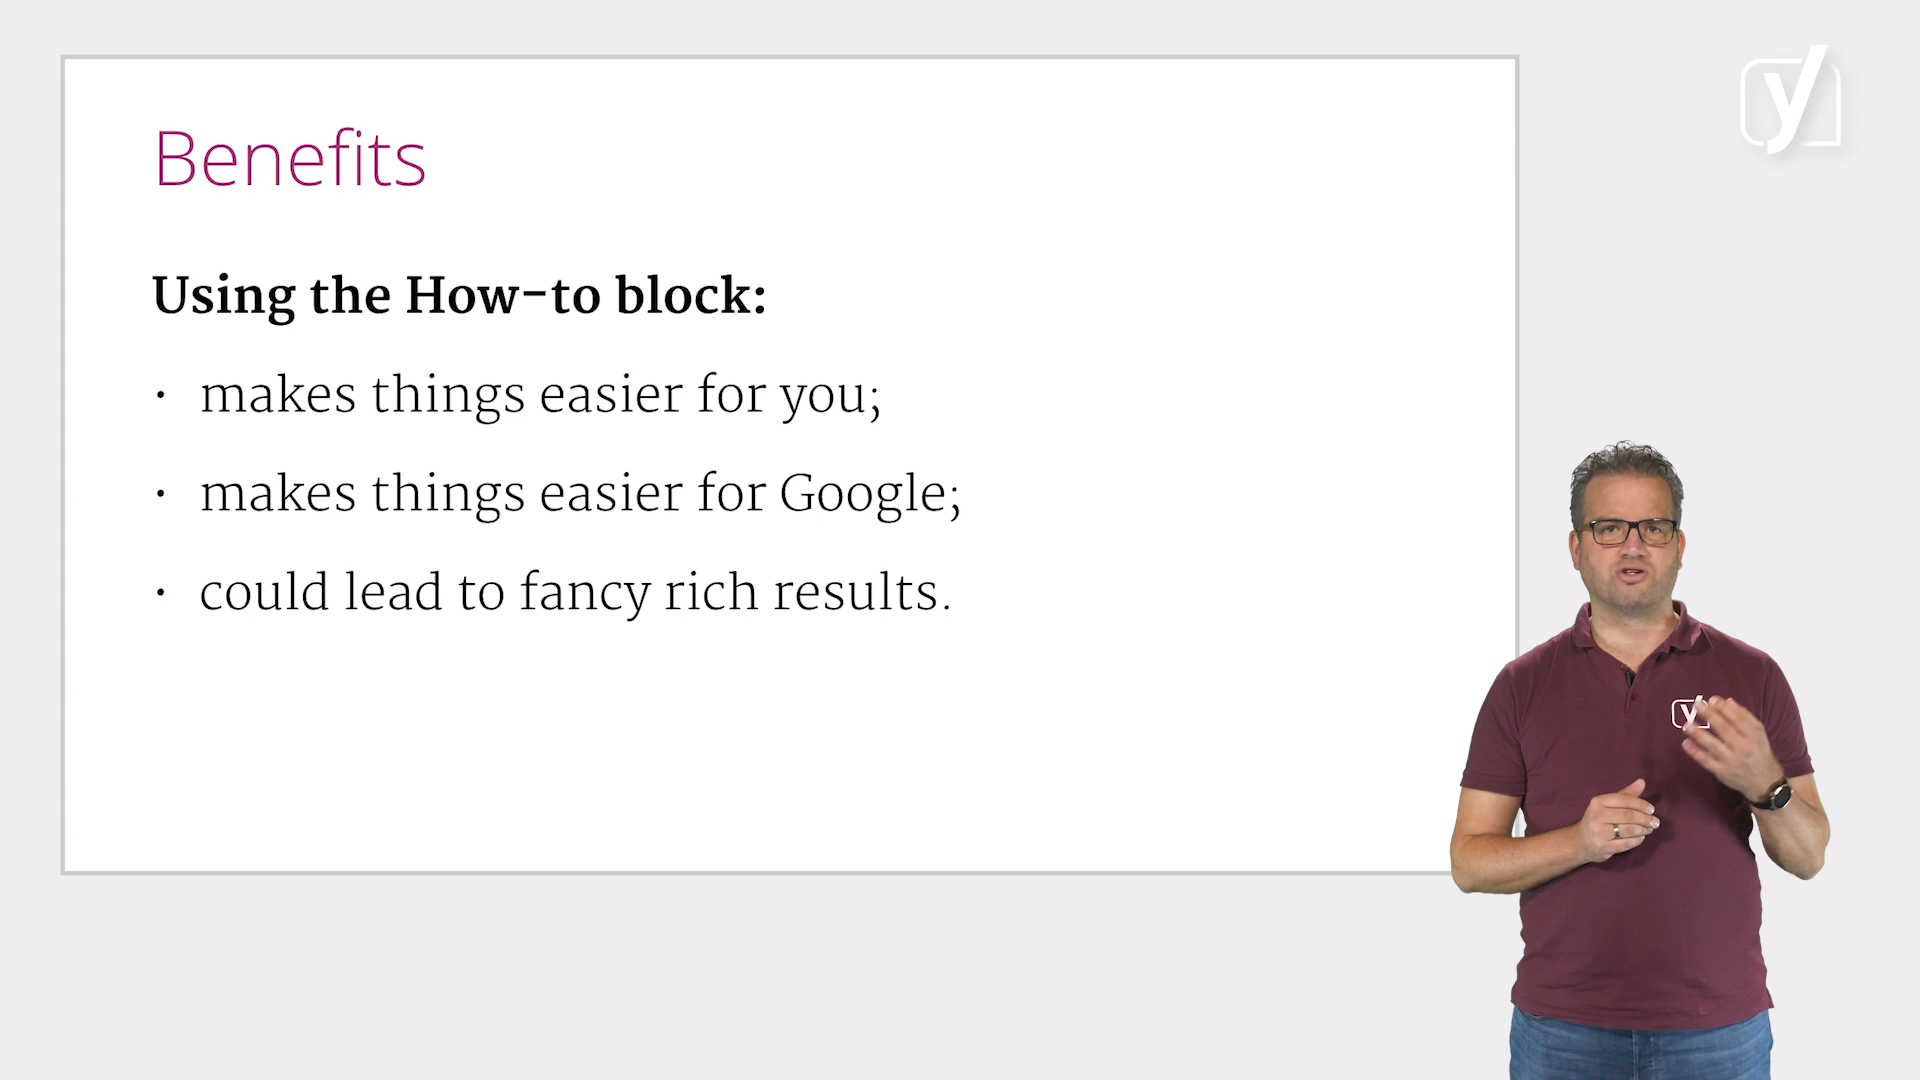 Benefits
Using the How-to block:
· makes things easier for you;
· makes things easier for Google;
· could lead to fancy rich results.
y
y